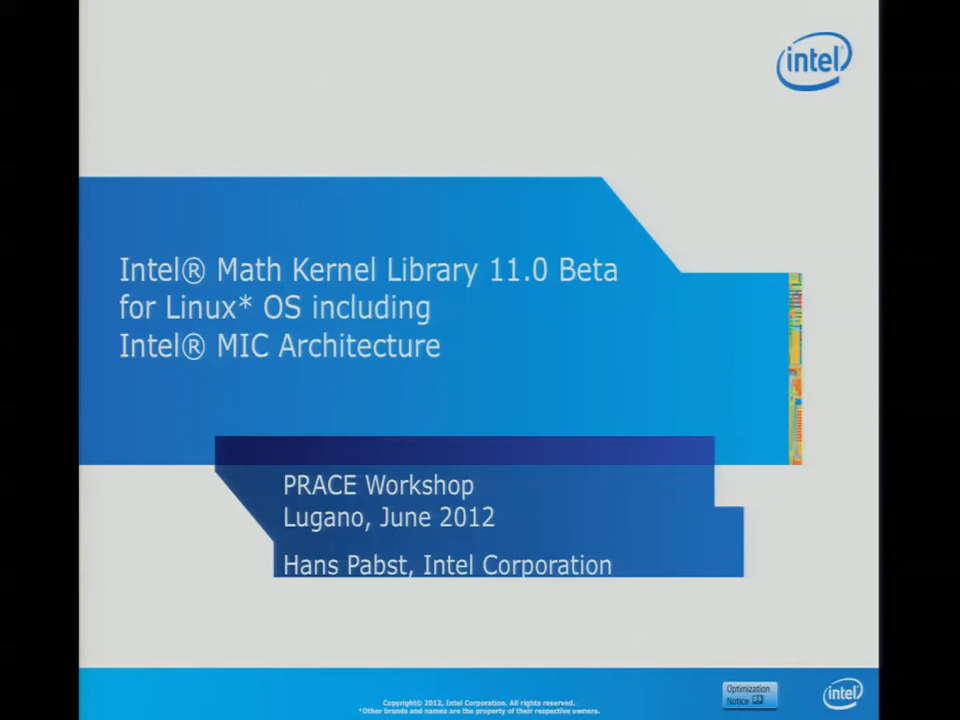 intel
Intel® Math Kernel Library 11.0 Beta
for Linux* OS including
Intel® MIC Architecture
PRACE Workshop
Lugano, June 2012
Hans Pabst, Intel Corporation
Copyright© 2012, Intel Corporation. All rights reserved.
*Other brands and names are the property of their respective owners.
Optimization
Notice
intel